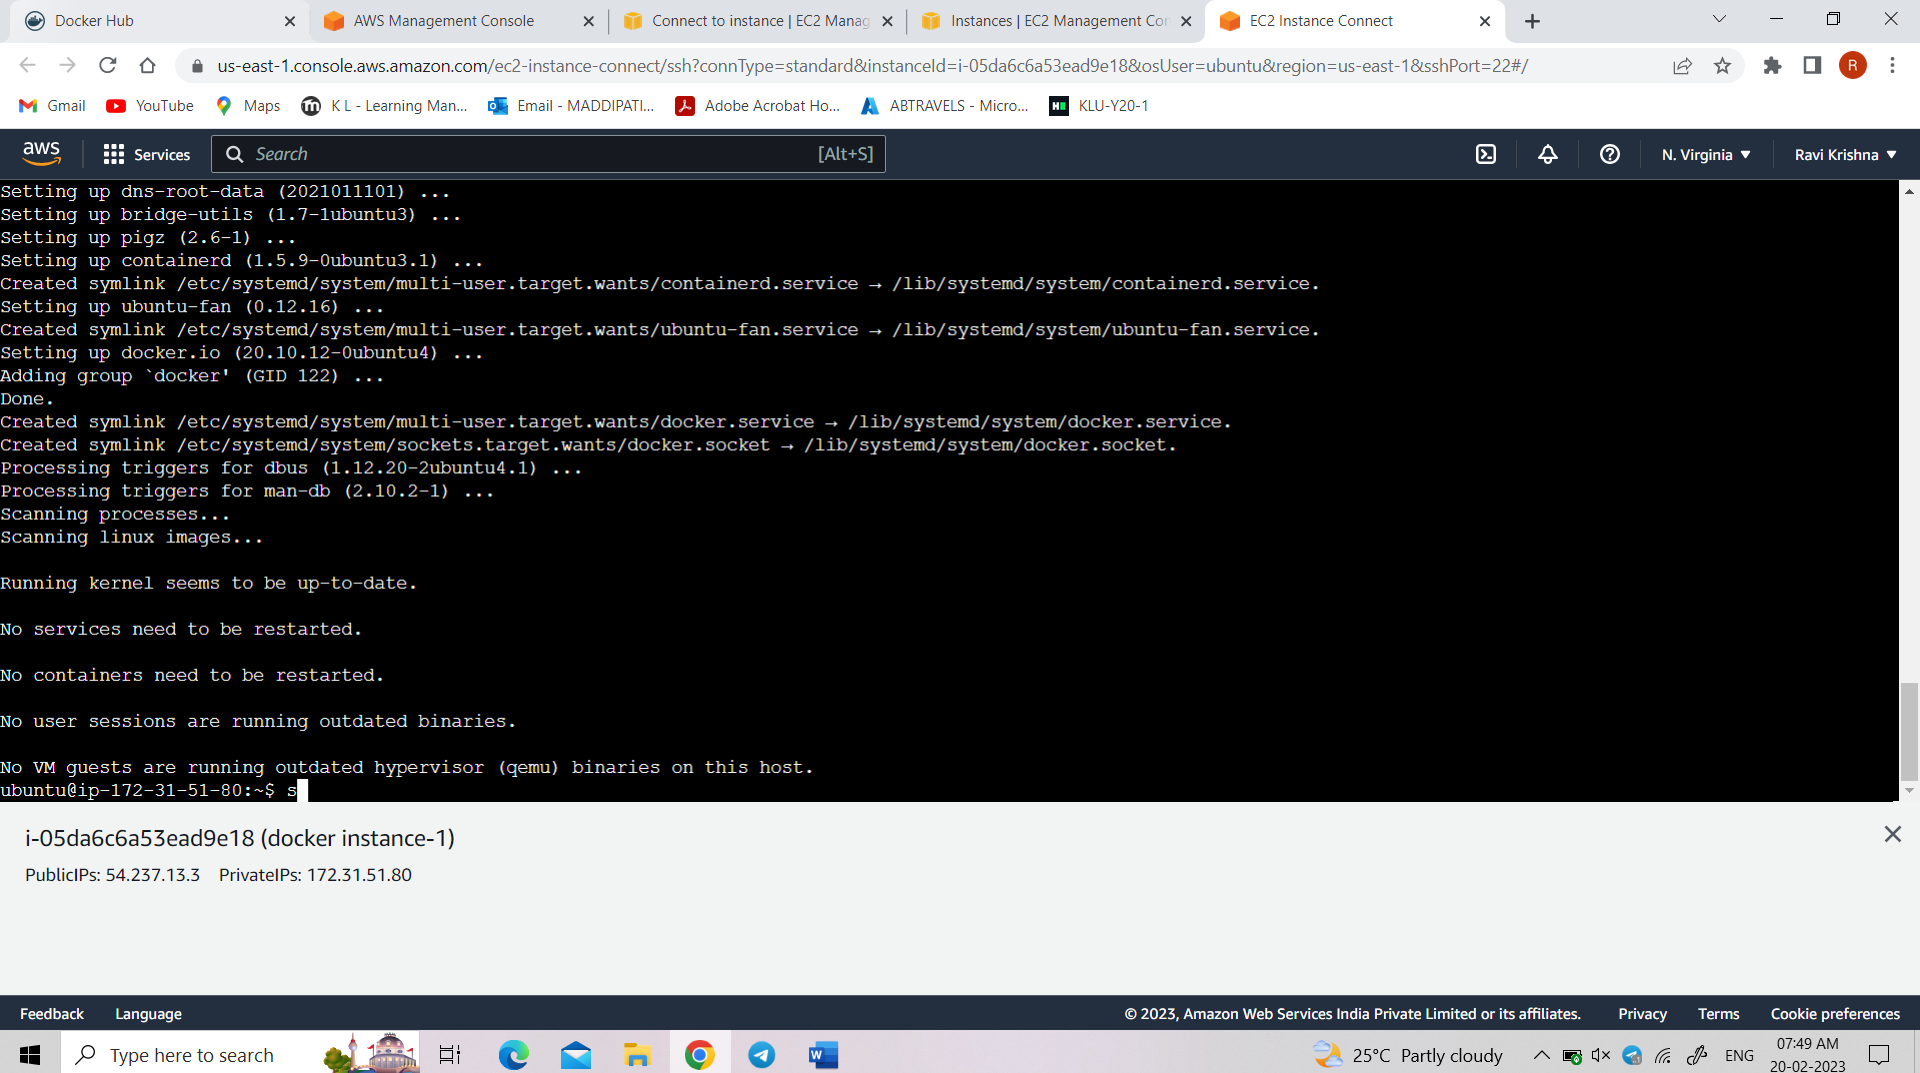 Docker Hub
AWS Management Console
Connect to instance | EC2 Manag
Instances | EC2 Management Con
EC2 Instance Connect
us-east-1.console.aws.amazon.com/ec2-instance-connect/ssh?connType=standard&instanceId=i-05da6c6a53ead9e18&osUser=ubuntu&region=us-east-1&sshPort=22#/
R
Gmail
YouTube
Maps
K L - Learning Man...
Email - MADDIPATI...
Adobe Acrobat Ho...
ABTRAVELS - Micro...
KLU-Y20-1
aws
Services
Search
[Alt+S]
N. Virginia
Ravi Krishna
Setting up dns-root-data (2021011101) ...
Setting up bridge-utils (1.7-1ubuntu3) ...
Setting up pigz (2.6-1) ...
Setting up containerd (1.5.9-0ubuntu3.1) ...
Created symlink /etc/systemd/system/multi-user.target.wants/containerd.service → /lib/systemd/system/containerd.service.
Setting up ubuntu-fan (0.12.16) ...
Created symlink /etc/systemd/system/multi-user.target.wants/ubuntu-fan.service → /lib/systemd/system/ubuntu-fan.service.
Setting up docker.io (20.10.12-0ubuntu4) ...
Adding group `docker' (GID 122) ...
Done.
Created symlink /etc/systemd/system/multi-user.target.wants/docker.service → /lib/systemd/system/docker.service.
Created symlink /etc/systemd/system/sockets.target.wants/docker.socket → /lib/systemd/system/docker.socket.
Processing triggers for dbus (1.12.20-2ubuntu4.1) ...
Processing triggers for man-db (2.10.2-1) ...
Scanning processes...
Scanning linux images...
Running kernel seems to be up-to-date.
No services need to be restarted.
No containers need to be restarted.
No user sessions are running outdated binaries.
No VM guests are running outdated hypervisor (qemu) binaries on this host.
ubuntu@ip-172-31-51-80:~$ s
i-05da6c6a53ead9e18 (docker instance-1)
PublicIPs: 54.237.13.3 PrivateIPs: 172.31.51.80
Feedback
Language
© 2023, Amazon Web Services India Private Limited or its affiliates.
Privacy
Terms
Cookie preferences
Type here to search
25°C Partly cloudy
ENG
07:49 AM
20-02-2023